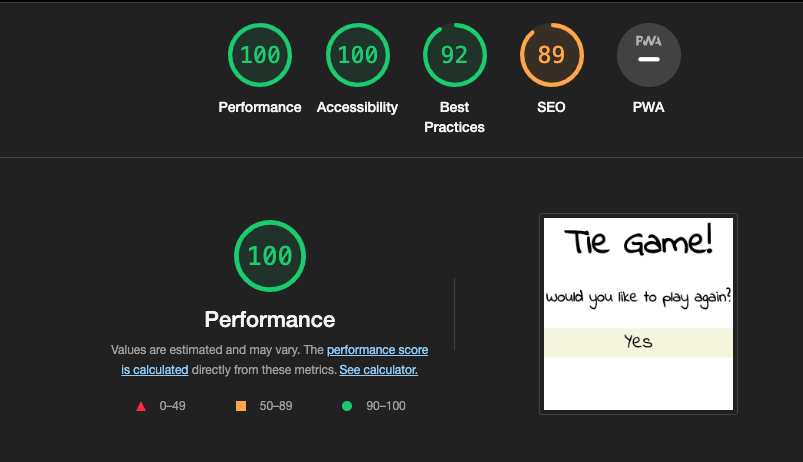 100 100 92 89 PWA
Performance Accessibility Best Practices SEO PWA
100
Performance
Values are estimated and may vary. The performance score
is calculated directly from these metrics. See calculator.
0–49 50–89 90–100
Tie Game!
Would you like to play again?
Yes